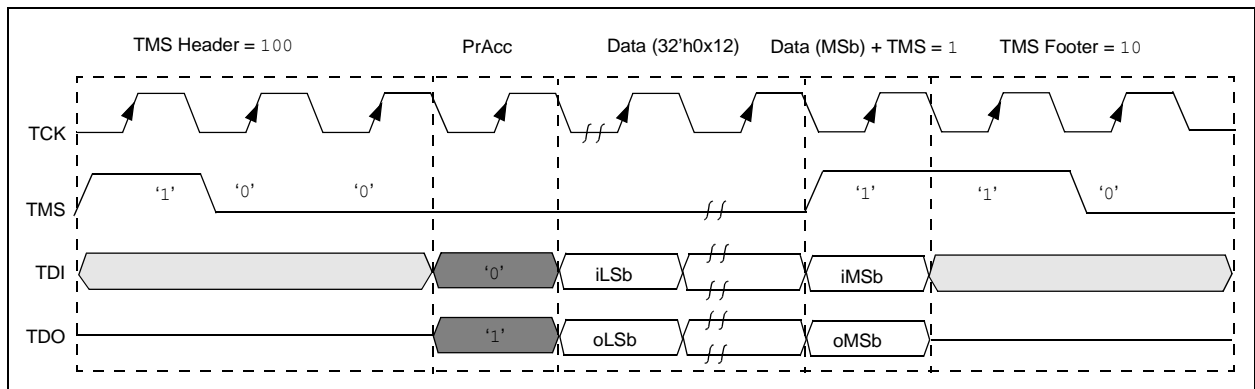 TMS Header = 100 PrAcc Data (32'h0x12) Data (MSb) + TMS = 1 TMS Footer = 10
TCK
TMS ‘1’ ‘0’ ‘0’ ‘1’ ‘1’ ‘0’
TDI ‘0’ iLSb iMSb
TDO ‘1’ oLSb oMSb